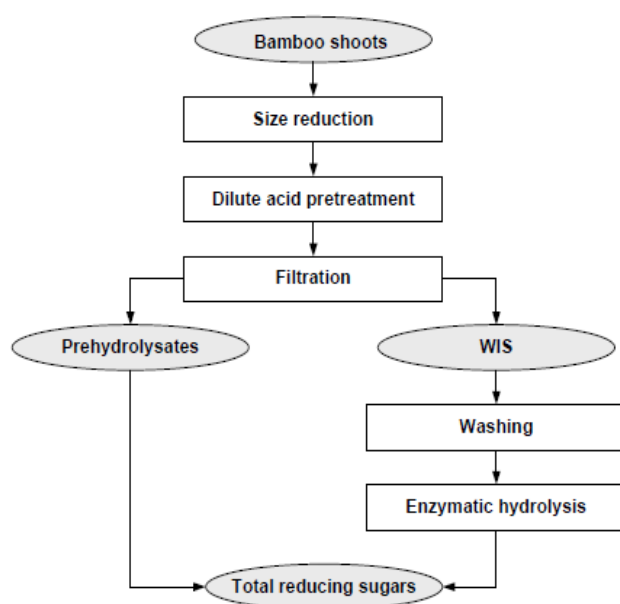 Bamboo shoots
Size reduction
Dilute acid pretreatment
Filtration
Prehydrolysates
WIS
Washing
Enzymatic hydrolysis
Total reducing sugars